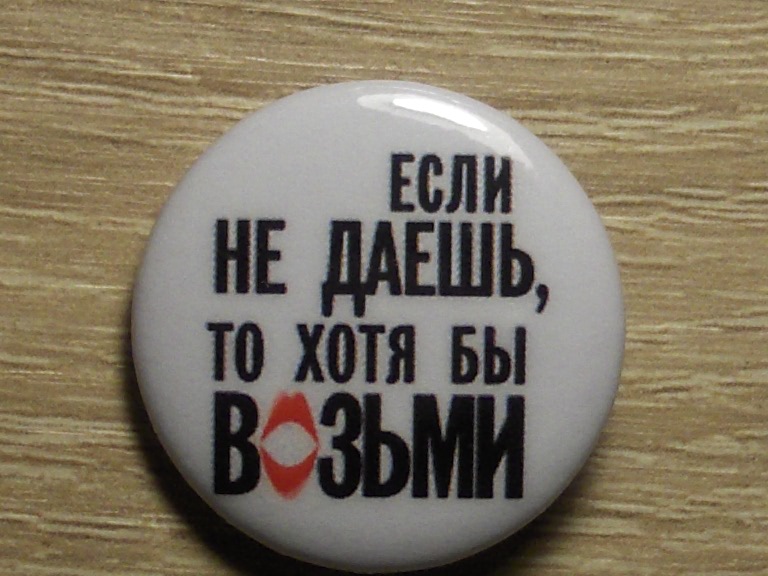 ЕСЛИ
НЕ ДАЕШЬ,
ТО ХОТЯ БЫ
ВОЗЬМИ